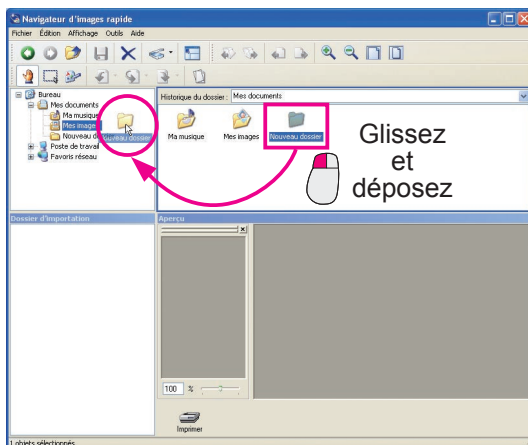 Navigateur d'images rapide
Fichier Édition Affichage Outils Aide
Bureau
Mes documents
Ma musique
Mes images
Nouveau dossier
Poste de travail
Favoris réseau
Historique du dossier : Mes documents
Ma musique
Mes images
Nouveau dossier
Glissez
et
déposez
Dossier d'importation
Aperçu
100 %
Imprimer
1 objets sélectionnés